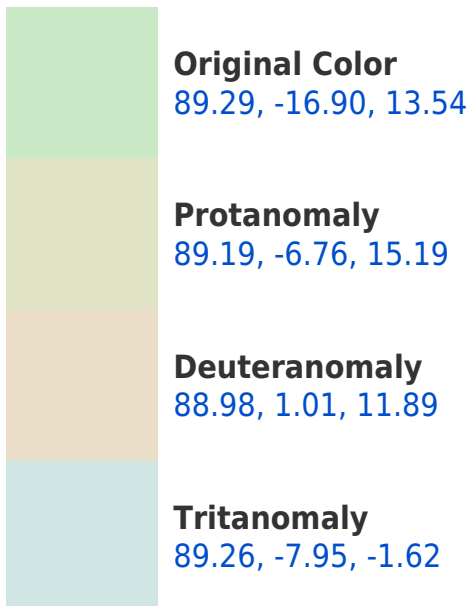 Original Color
89.29, -16.90, 13.54
Protanomaly
89.19, -6.76, 15.19
Deuteranomaly
88.98, 1.01, 11.89
Tritanomaly
89.26, -7.95, -1.62